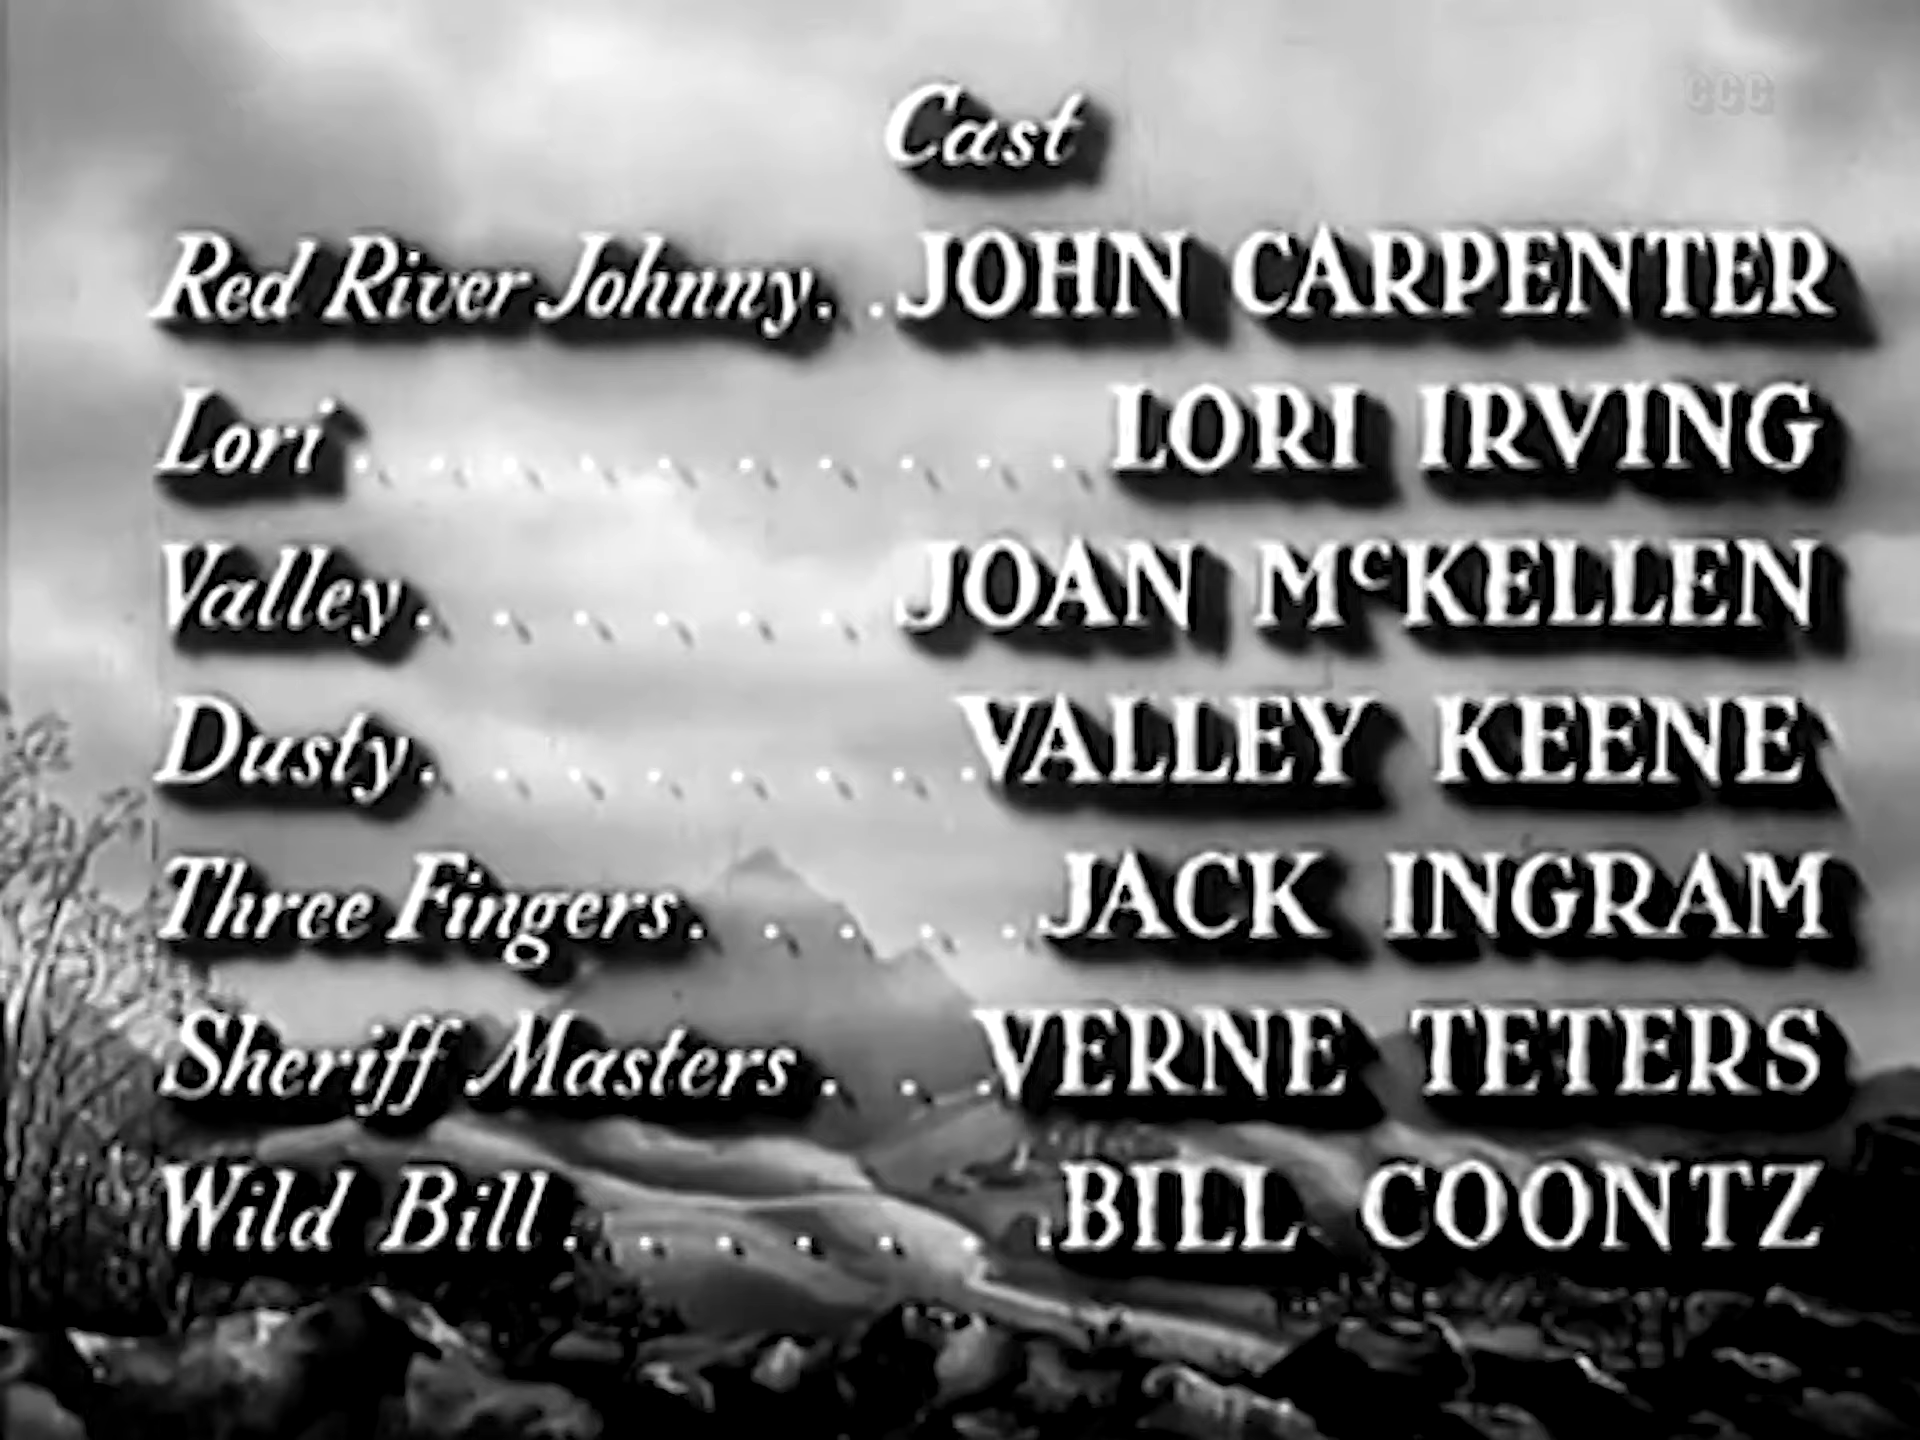 CCC
Cast
Red River Johnny. .JOHN CARPENTER
Lori . . . . . . . . . . LORI IRVING
Valley. . . . . . JOAN McKELLEN
Dusty. . . . . . . .VALLEY KEENE
Three Fingers. . . . .JACK INGRAM
Sheriff Masters . . .VERNE TETERS
Wild Bill . . . . . . .BILL COONTZ